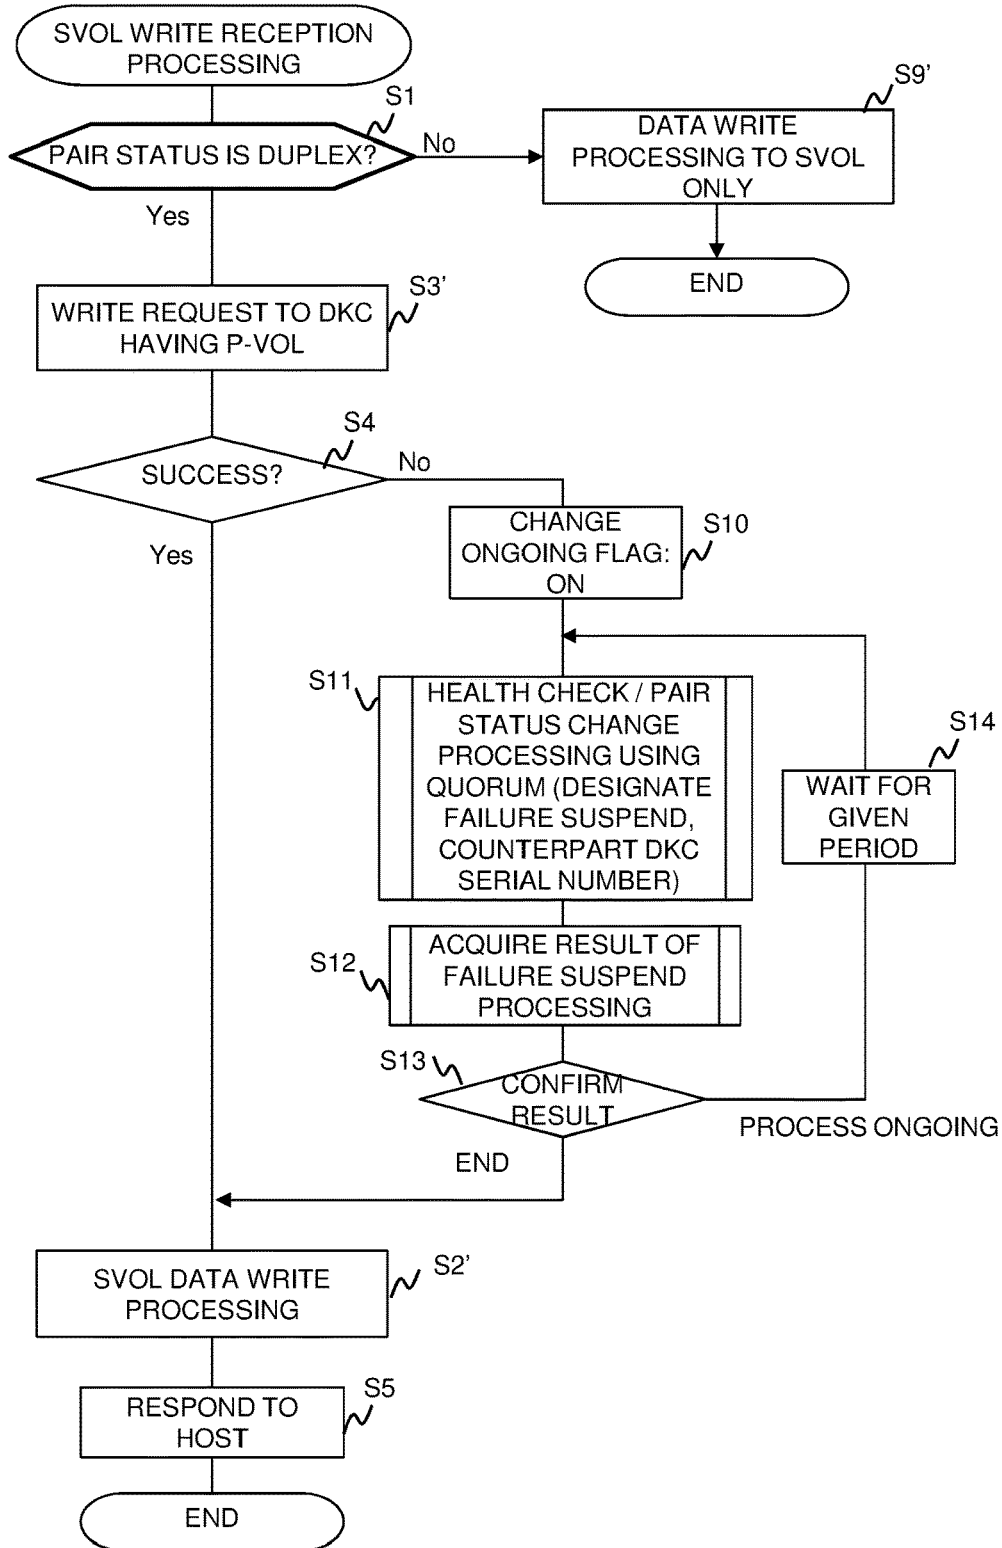 SVOL WRITE RECEPTION
PROCESSING
S1
PAIR STATUS IS DUPLEX?
No
S9’
DATA WRITE
PROCESSING TO SVOL
ONLY
Yes
END
S3’
WRITE REQUEST TO DKC
HAVING P-VOL
S4
SUCCESS?
No
Yes
CHANGE
ONGOING FLAG:
ON
S10
S11
HEALTH CHECK / PAIR
STATUS CHANGE
PROCESSING USING
QUORUM (DESIGNATE
FAILURE SUSPEND,
COUNTERPART DKC
SERIAL NUMBER)
S14
WAIT FOR
GIVEN
PERIOD
S12
ACQUIRE RESULT OF
FAILURE SUSPEND
PROCESSING
S13
CONFIRM
RESULT
PROCESS ONGOING
END
S2’
SVOL DATA WRITE
PROCESSING
S5
RESPOND TO
HOST
END